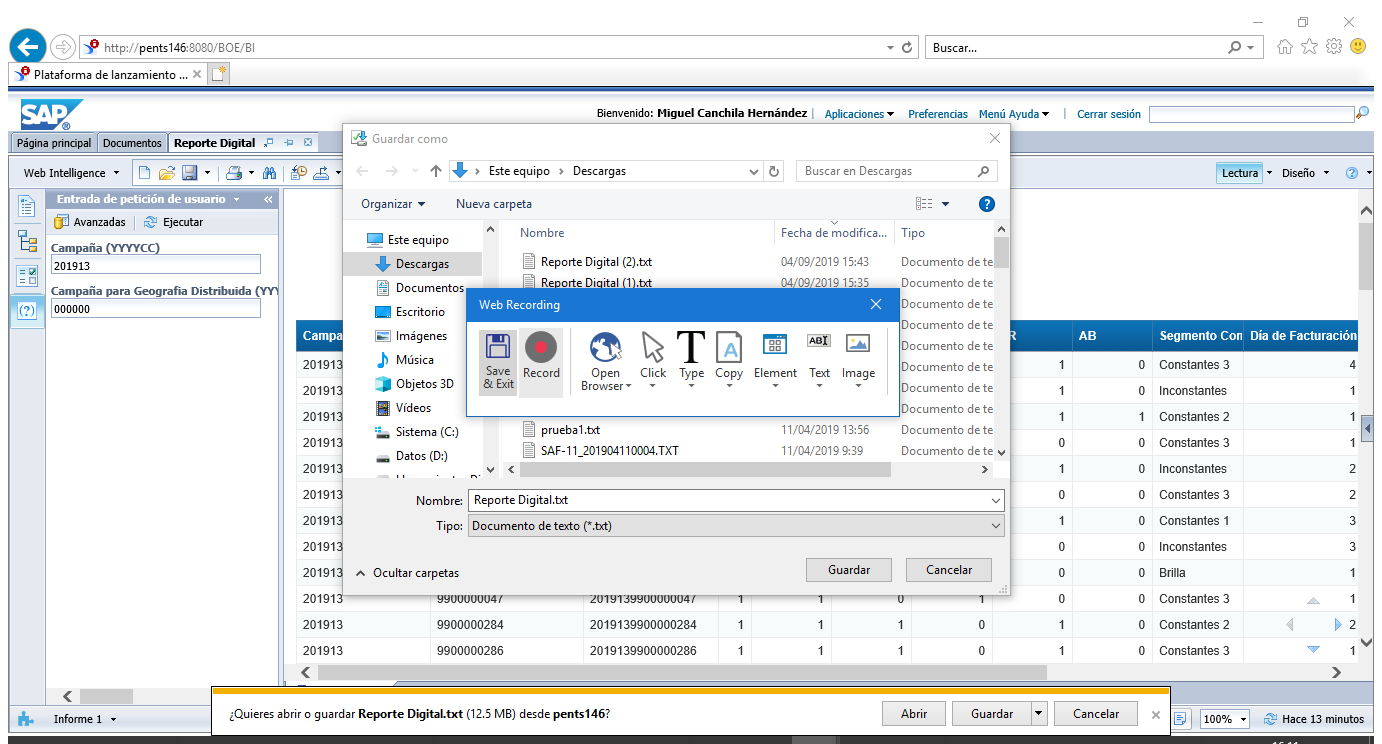 http://pents146:8080/BOE/BI
Buscar...
Plataforma de lanzamiento ...
SAP
Bienvenido: Miguel Canchila Hernández | Aplicaciones Preferencias Menú Ayuda | Cerrar sesión
Página principal Documentos Reporte Digital
Web Intelligence
Lectura Diseño
Entrada de petición de usuario
Avanzadas Ejecutar
Campaña (YYYYCC)
201913
Campaña para Geografia Distribuida (YY
000000
Guardar como
Este equipo > Descargas
Buscar en Descargas
Organizar Nueva carpeta
Este equipo
Descargas
Documentos
Escritorio
Imágenes
Música
Objetos 3D
Vídeos
Sistema (C:)
Datos (D:)
Nombre Fecha de modifica... Tipo
Reporte Digital (2).txt 04/09/2019 15:43 Documento de te
Reporte Digital (1).txt 04/09/2019 15:35 Documento de te
Documento de te
Documento de te
Documento de te
Documento de te
Documento de te
Documento de te
prueba1.txt 11/04/2019 13:56 Documento de te
SAF-11_201904110004.TXT 11/04/2019 9:39 Documento de te
Web Recording
Save & Exit
Record
Open Browser
Click
Type
Copy
Element
Text
Image
Nombre: Reporte Digital.txt
Tipo: Documento de texto (*.txt)
Ocultar carpetas
Guardar Cancelar
Campa R AB Segmento Con Día de Facturación
201913 1 0 Constantes 3 4
201913 1 0 Inconstantes 1
201913 1 1 Constantes 2 1
201913 0 0 Constantes 3 1
201913 1 0 Inconstantes 2
201913 0 0 Constantes 3 2
201913 1 0 Constantes 1 3
201913 0 0 Inconstantes 3
201913 0 0 Brilla 1
201913 9900000047 2019139900000047 1 1 0 1 0 0 Constantes 3 1
201913 9900000284 2019139900000284 1 1 1 0 1 0 Constantes 2 2
201913 9900000286 2019139900000286 1 1 1 0 1 0 Constantes 3 1
Informe 1
¿Quieres abrir o guardar Reporte Digital.txt (12.5 MB) desde pents146?
Abrir Guardar Cancelar
100% Hace 13 minutos